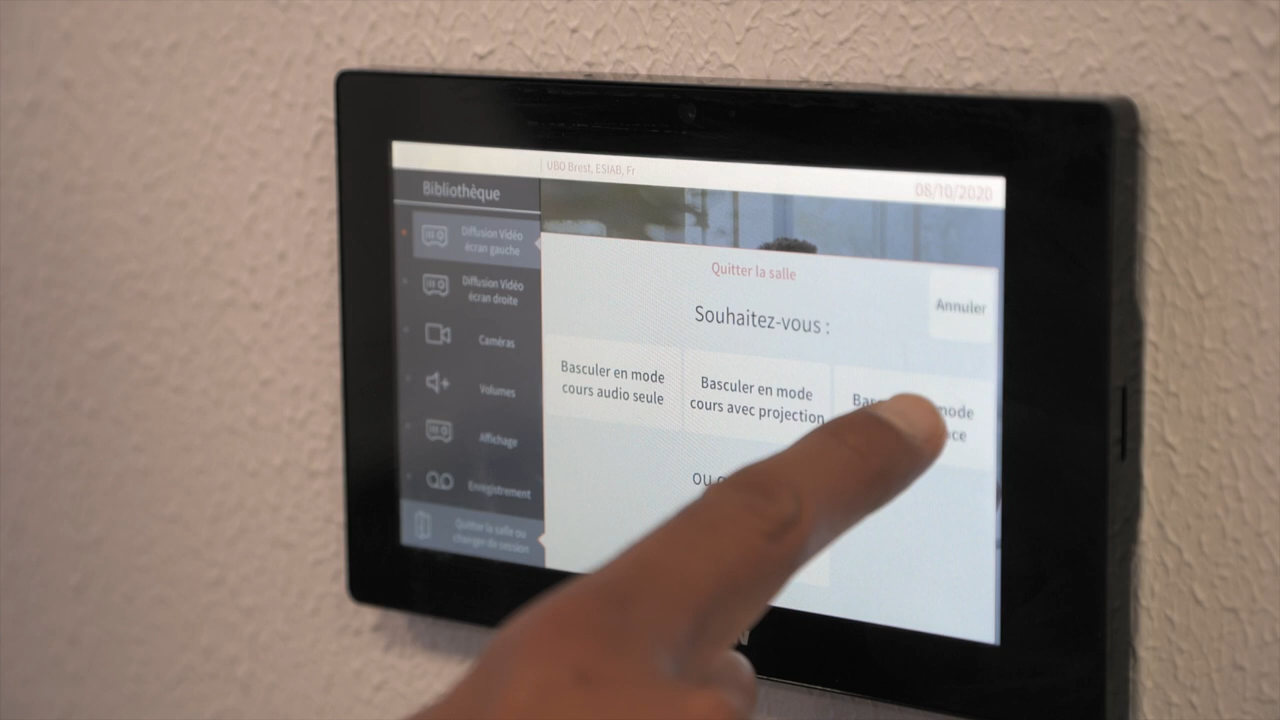 UBO Brest, ESIAB, Fr
08/10/2020
Bibliothèque
Diffusion Vidéo
écran gauche
Diffusion Vidéo
écran droite
Caméras
Volumes
Affichage
Enregistrement
Quitter la salle ou
changer de session
Quitter la salle
Annuler
Souhaitez-vous :
Basculer en mode
cours audio seule
Basculer en mode
cours avec projection